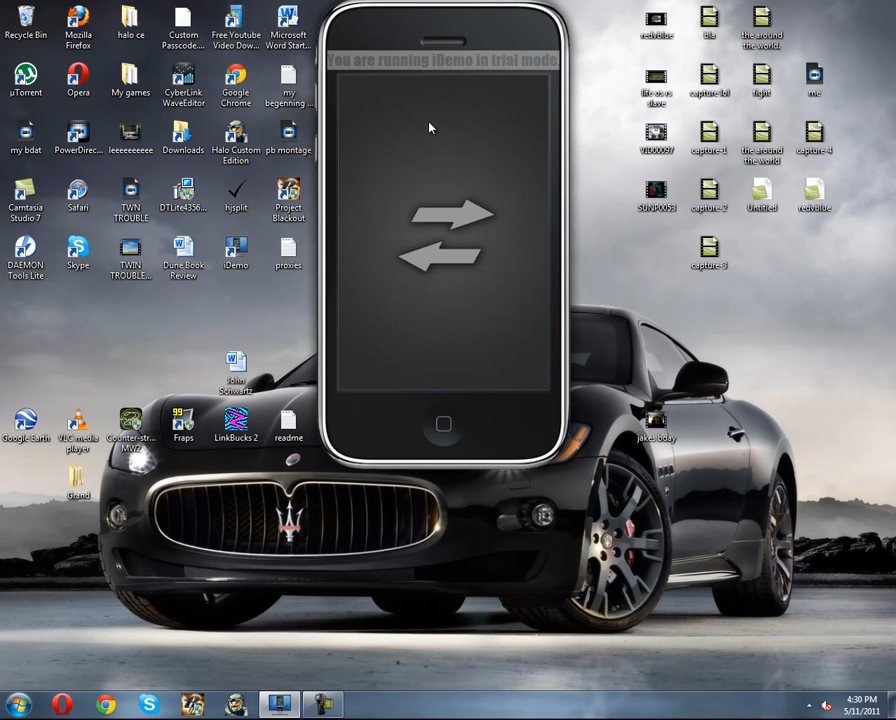 You are running iDemo in trial mode.
Recycle Bin
Mozilla
Firefox
halo ce
Custom
Passcode....
Free Youtube
Video Dow...
Microsoft
Word Start...
µTorrent
Opera
My games
CyberLink
WaveEditor
Google
Chrome
my
begenning ...
my bdat
PowerDirec...
leeeeeeeeee
Downloads
Halo Custom
Edition
pb montage
Camtasia
Studio 7
Safari
TWN
TROUBLE
DTLite4356...
hjsplit
Project
Blackout
DAEMON
Tools Lite
Skype
TWIN
TROUBLE...
Dune Book
Review
iDemo
proxies
John
Schwartz
Google Earth
VLC media
player
Counter-str...
MW2
99
Fraps
LinkBucks 2
readme
Grand
redvblue
bla
the around
the world.
life as rs
slave
capture lol
fight
me
VID00097
capture-1
the around
the world
capture-4
SUNP0053
capture-2
Untitled
redvblue
capture-3
jakes bday
4:30 PM
5/11/2011